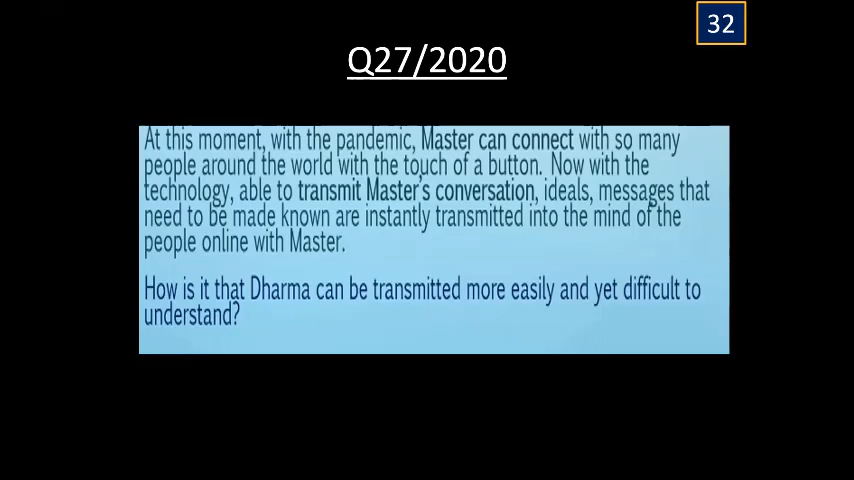 32
Q27/2020
At this moment, with the pandemic, Master can connect with so many
people around the world with the touch of a button. Now with the
technology, able to transmit Master's conversation, ideals, messages that
need to be made known are instantly transmitted into the mind of the
people online with Master.
How is it that Dharma can be transmitted more easily and yet difficult to
understand?